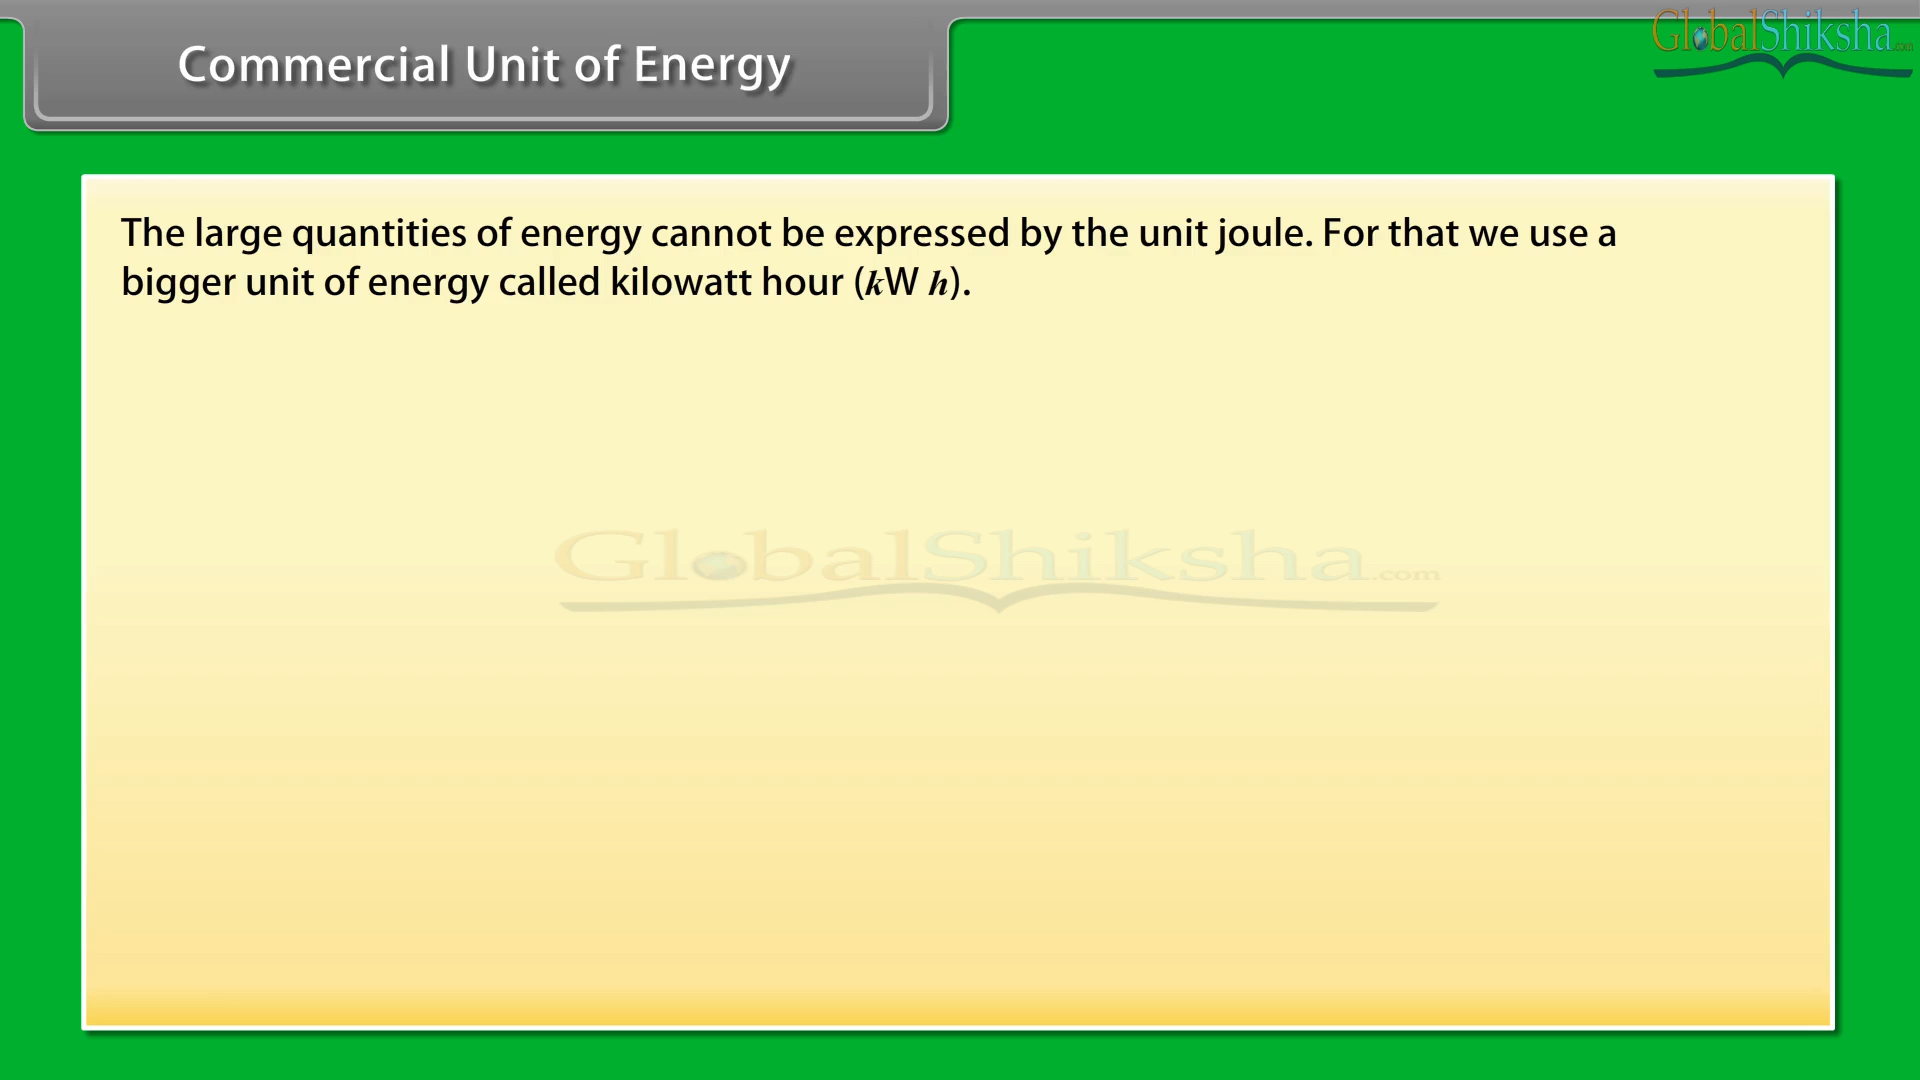 Commercial Unit of Energy
GlobalShiksha.com
The large quantities of energy cannot be expressed by the unit joule. For that we use a
bigger unit of energy called kilowatt hour (kW h).
GlobalShiksha.com